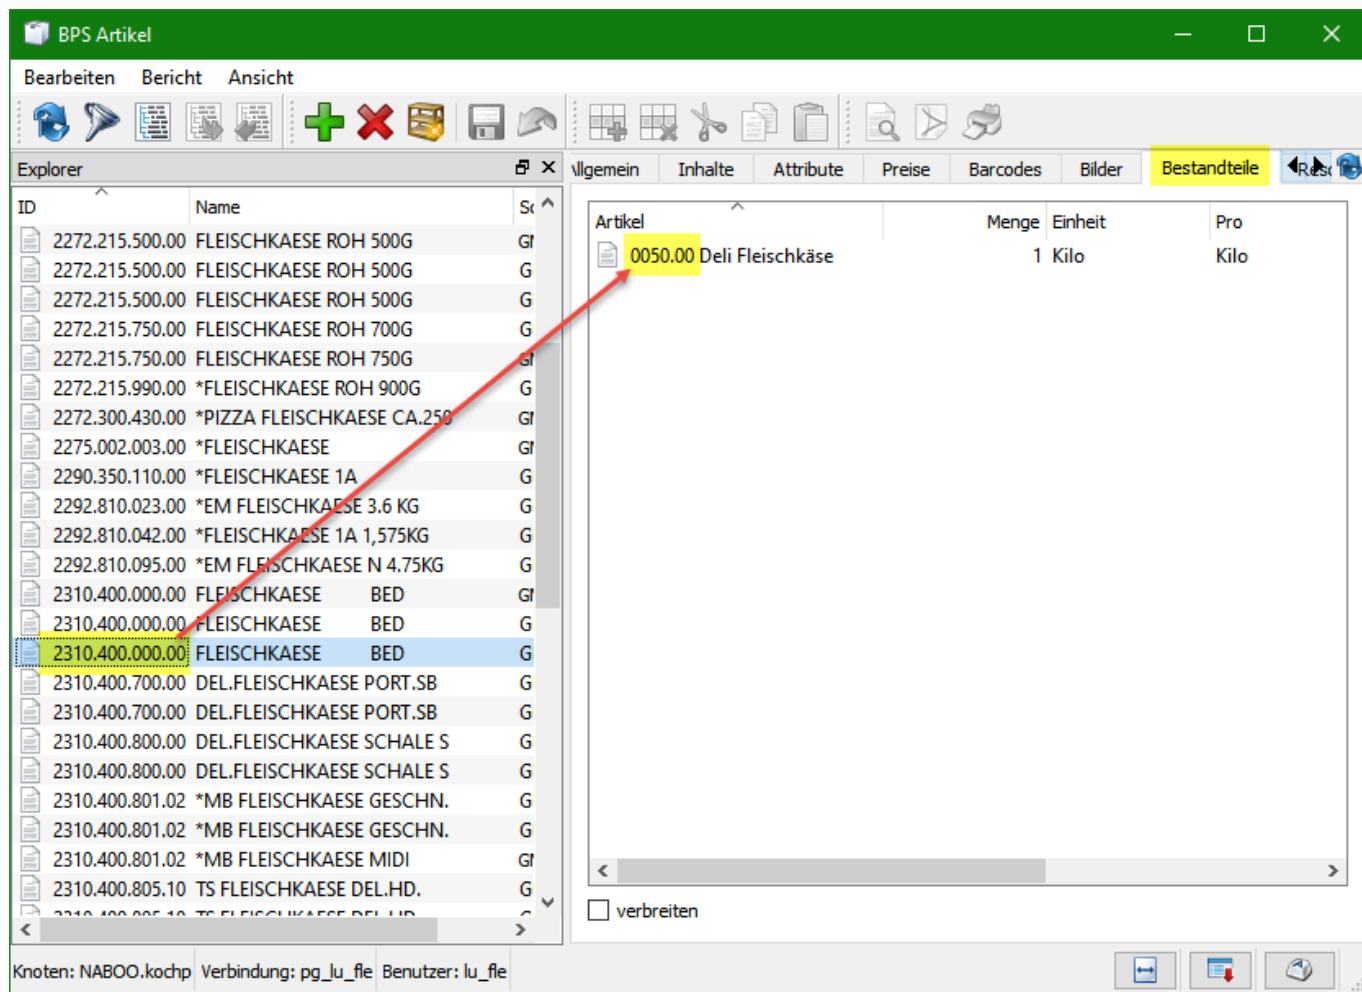 BPS Artikel
Bearbeiten Bericht Ansicht
Explorer
llgemein Inhalte Attribute Preise Barcodes Bilder Bestandteile
ID Name
2272.215.500.00 FLEISCHKAESE ROH 500G
2272.215.500.00 FLEISCHKAESE ROH 500G G
2272.215.500.00 FLEISCHKAESE ROH 500G G
2272.215.750.00 FLEISCHKAESE ROH 700G G
2272.215.750.00 FLEISCHKAESE ROH 750G
2272.215.990.00 *FLEISCHKAESE ROH 900G G
2272.300.430.00 *PIZZA FLEISCHKAESE CA.250
2275.002.003.00 *FLEISCHKAESE
2290.350.110.00 *FLEISCHKAESE 1A G
2292.810.023.00 *EM FLEISCHKAESE 3.6 KG G
2292.810.042.00 *FLEISCHKAESE 1A 1,575KG G
2292.810.095.00 *EM FLEISCHKAESE N 4.75KG G
2310.400.000.00 FLEISCHKAESE BED
2310.400.000.00 FLEISCHKAESE BED G
2310.400.000.00 FLEISCHKAESE BED G
2310.400.700.00 DEL.FLEISCHKAESE PORT.SB G
2310.400.700.00 DEL.FLEISCHKAESE PORT.SB G
2310.400.800.00 DEL.FLEISCHKAESE SCHALE S G
2310.400.800.00 DEL.FLEISCHKAESE SCHALE S G
2310.400.801.02 *MB FLEISCHKAESE GESCHN. G
2310.400.801.02 *MB FLEISCHKAESE GESCHN. G
2310.400.801.02 *MB FLEISCHKAESE MIDI
2310.400.805.10 TS FLEISCHKAESE DEL.HD. G
Artikel Menge Einheit Pro
0050.00 Deli Fleischkäse 1 Kilo Kilo
verbreiten
Knoten: NABOO.kochp Verbindung: pg_lu_fle Benutzer: lu_fle